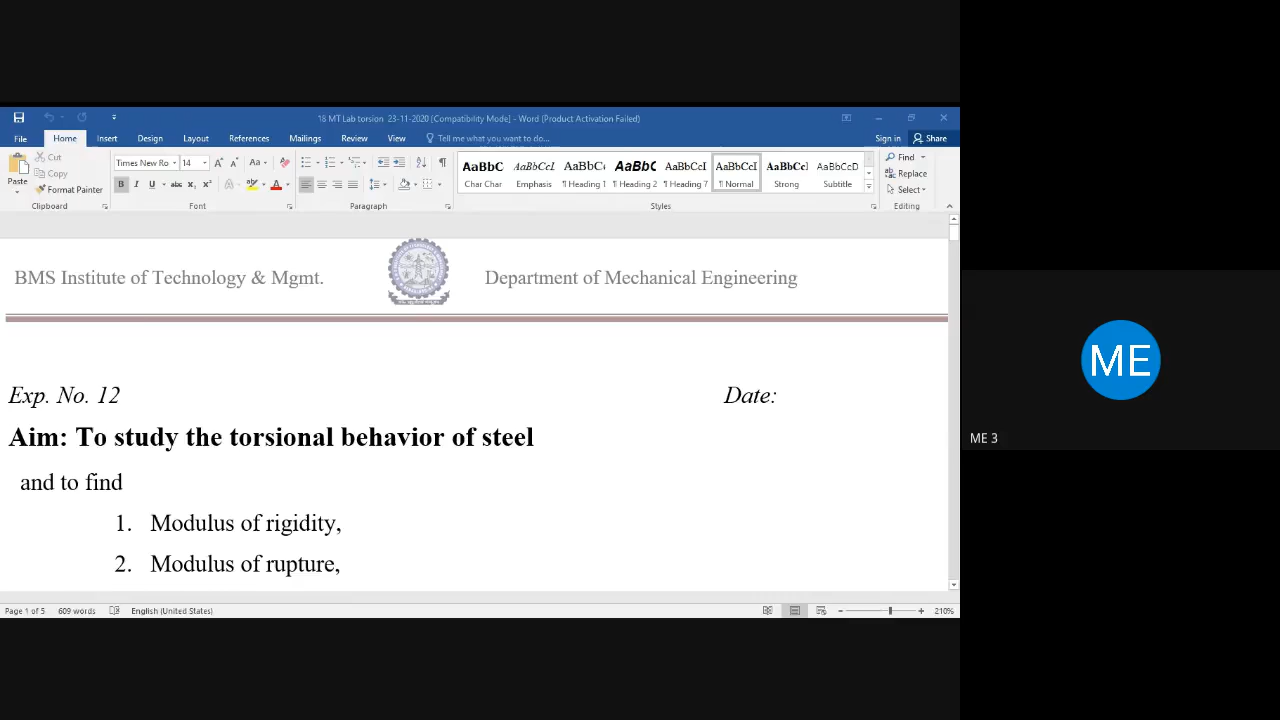 18 MT Lab torsion 23-11-2020 [Compatibility Mode] - Word (Product Activation Failed)
File Home Insert Design Layout References Mailings Review View Tell me what you want to do... Sign in Share
Cut
Copy
Paste
Format Painter
Clipboard
Times New Ro 14
Font
Paragraph
AaBbC AaBbCcL AaBbC AaBbC AaBbCcI AaBbCcI AaBbCc AaBbCcD
Char Char Emphasis ¶ Heading 1 ¶ Heading 2 ¶ Heading 7 ¶ Normal Strong Subtitle
Styles
Find
Replace
Select
Editing
BMS Institute of Technology & Mgmt. Department of Mechanical Engineering
Exp. No. 12 Date:
Aim: To study the torsional behavior of steel
and to find
1. Modulus of rigidity,
2. Modulus of rupture,
Page 1 of 5 609 words English (United States) 210%
ME
ME 3